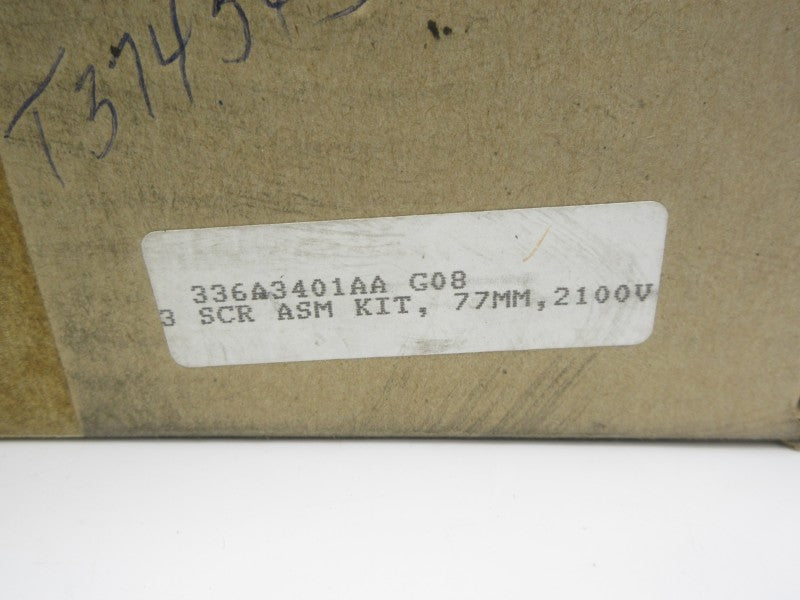 336A3401AA G08
3 SCR ASM KIT, 77MM,2100V